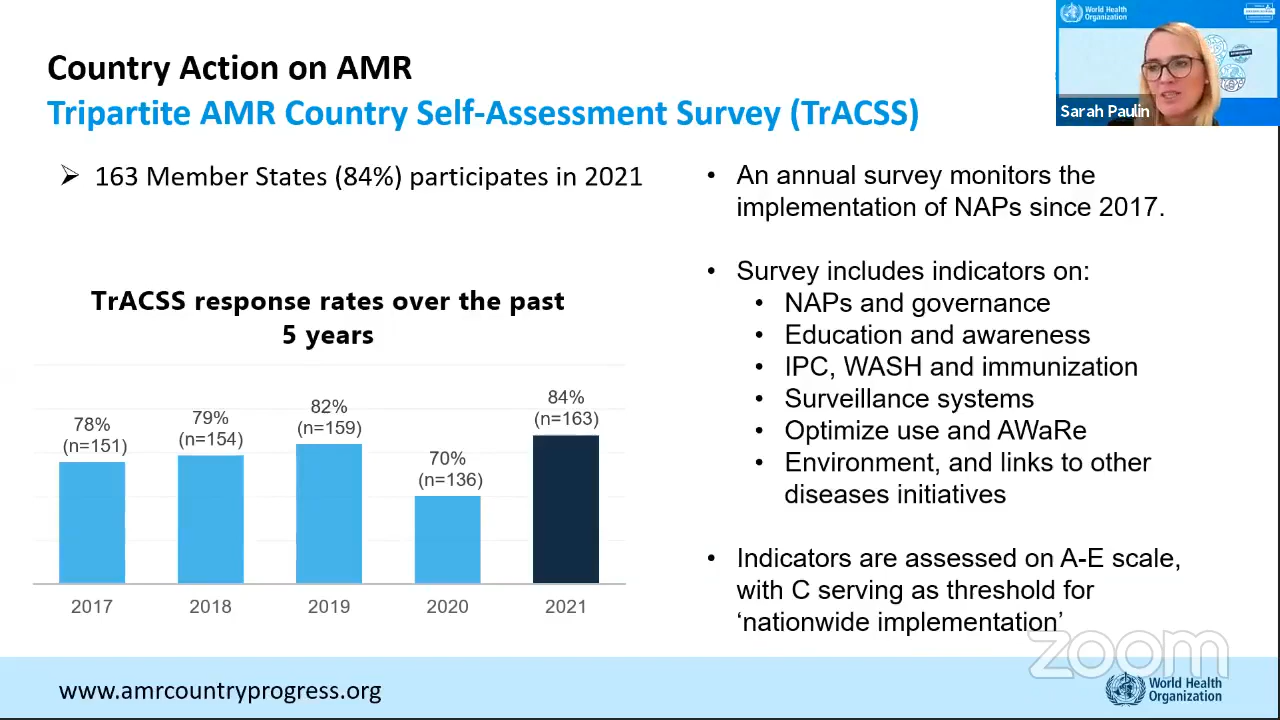 Country Action on AMR
Tripartite AMR Country Self-Assessment Survey (TrACSS)
World Health
Organization
Sarah Paulin
➢ 163 Member States (84%) participates in 2021
TrACSS response rates over the past
5 years
78%
(n=151)
79%
(n=154)
82%
(n=159)
70%
(n=136)
84%
(n=163)
2017
2018
2019
2020
2021
• An annual survey monitors the
implementation of NAPs since 2017.
• Survey includes indicators on:
• NAPs and governance
• Education and awareness
• IPC, WASH and immunization
• Surveillance systems
• Optimize use and AWaRe
• Environment, and links to other
diseases initiatives
• Indicators are assessed on A-E scale,
with C serving as threshold for
‘nationwide implementation’
zoom
www.amrcountryprogress.org
World Health
Organization